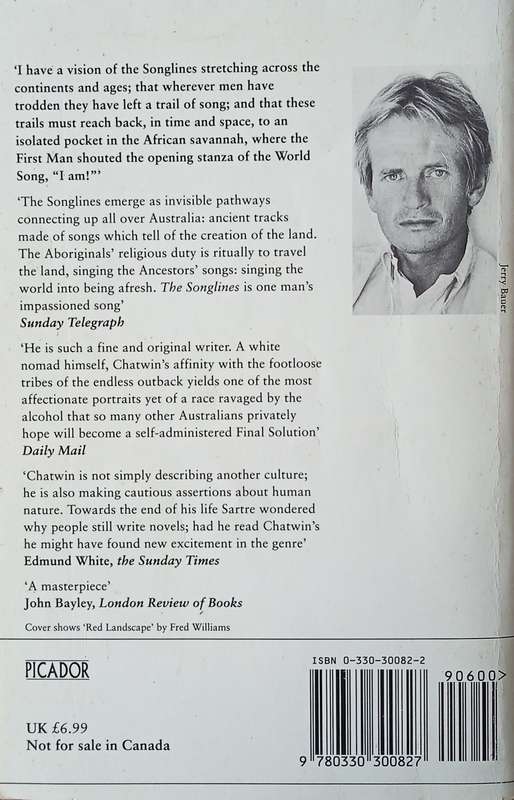 ‘I have a vision of the Songlines stretching across the
continents and ages; that wherever men have
trodden they have left a trail of song; and that these
trails must reach back, in time and space, to an
isolated pocket in the African savannah, where the
First Man shouted the opening stanza of the World
Song, “I am!”’
‘The Songlines emerge as invisible pathways
connecting up all over Australia: ancient tracks
made of songs which tell of the creation of the land.
The Aboriginals’ religious duty is ritually to travel
the land, singing the Ancestors’ songs: singing the
world into being afresh. The Songlines is one man’s
impassioned song’
Sunday Telegraph
‘He is such a fine and original writer. A white
nomad himself, Chatwin’s affinity with the footloose
tribes of the endless outback yields one of the most
affectionate portraits yet of a race ravaged by the
alcohol that so many other Australians privately
hope will become a self-administered Final Solution’
Daily Mail
‘Chatwin is not simply describing another culture;
he is also making cautious assertions about human
nature. Towards the end of his life Sartre wondered
why people still write novels; had he read Chatwin’s
he might have found new excitement in the genre’
Edmund White, the Sunday Times
‘A masterpiece’
John Bayley, London Review of Books
Cover shows ‘Red Landscape’ by Fred Williams
Jerry Bauer
PICADOR
UK £6.99
Not for sale in Canada
ISBN 0-330-30082-2
90600>
9 780330 300827